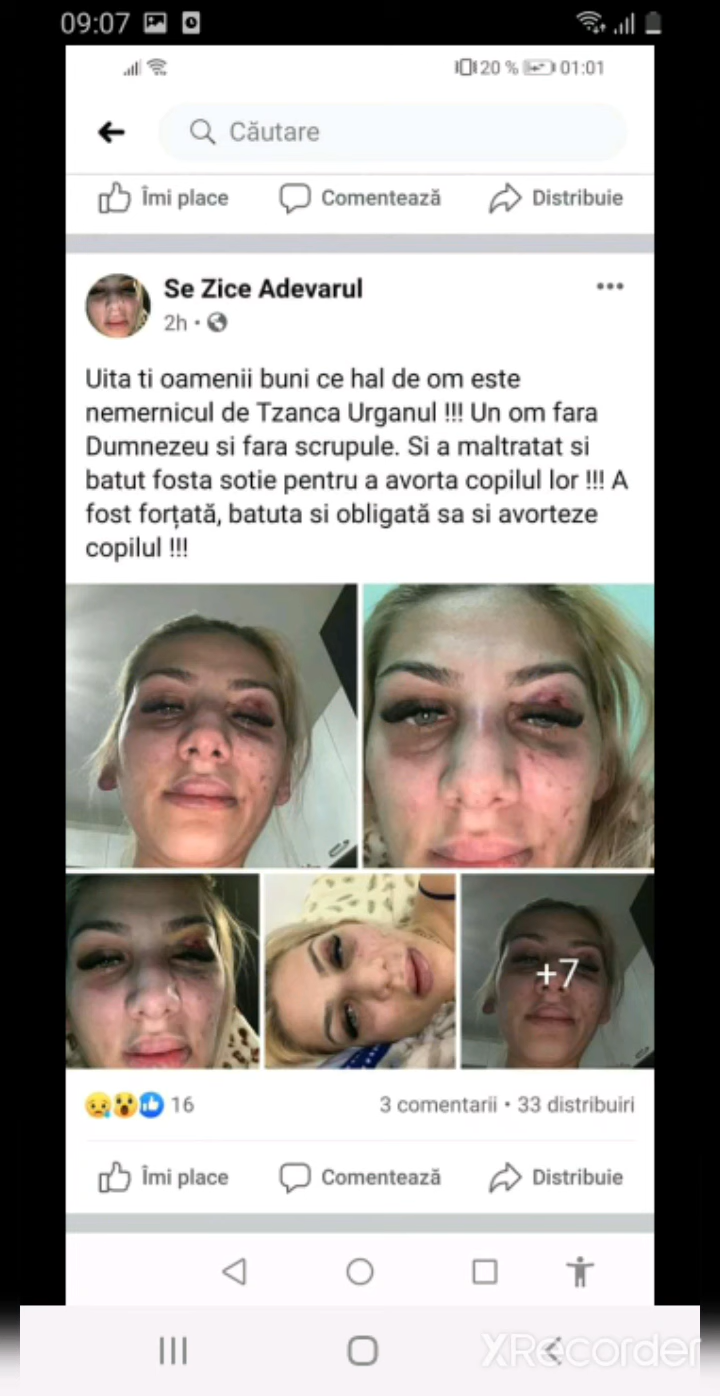 09:07
20 % 01:01
Căutare
Îmi place Comentează Distribuie
Se Zice Adevarul
2h
Uita ti oamenii buni ce hal de om este
nemernicul de Tzanca Urganul !!! Un om fara
Dumnezeu si fara scrupule. Si a maltratat si
batut fosta sotie pentru a avorta copilul lor !!! A
fost forțată, batuta si obligată sa si avorteze
copilul !!!
+7
16 3 comentarii • 33 distribuiri
Îmi place Comentează Distribuie
XRecorder